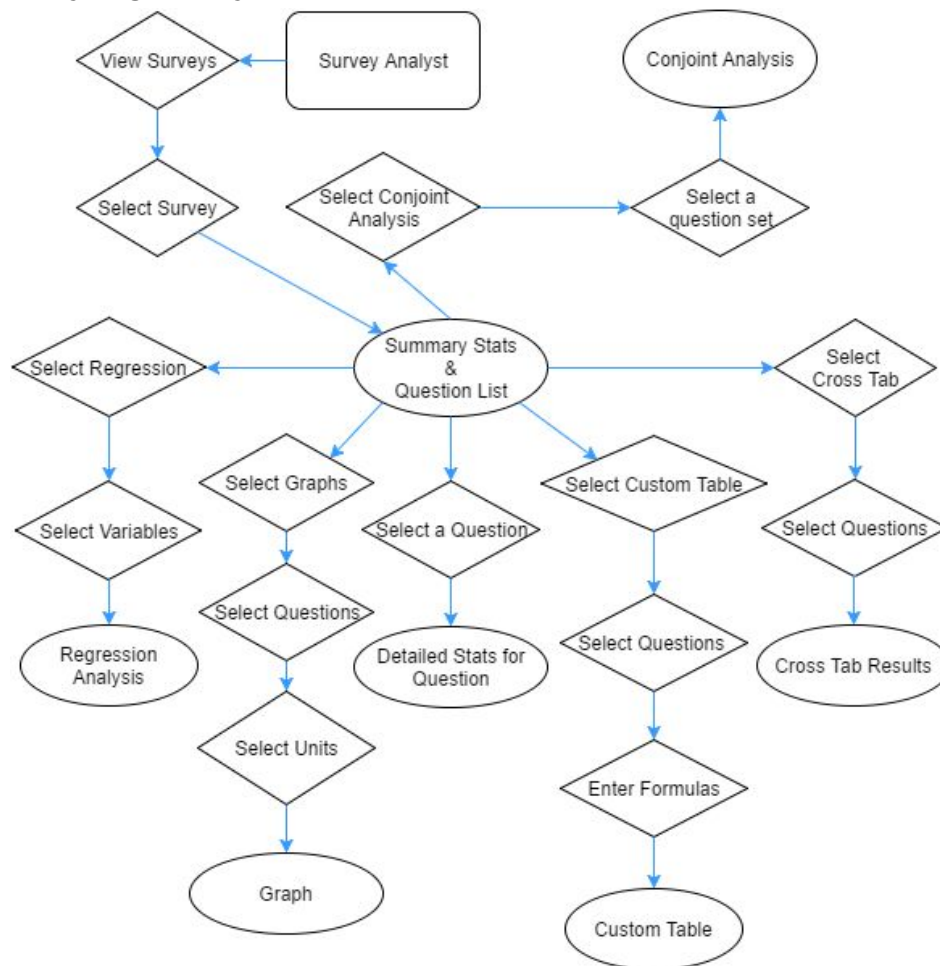 View Surveys
Survey Analyst
Conjoint Analysis
Select Survey
Select Conjoint
Analysis
Select a
question set
Summary Stats
&
Question List
Select Regression
Select
Cross Tab
Select Graphs
Select Custom Table
Select Variables
Select a Question
Select Questions
Select Questions
Select Questions
Regression
Analysis
Detailed Stats for
Question
Cross Tab Results
Select Units
Enter Formulas
Graph
Custom Table